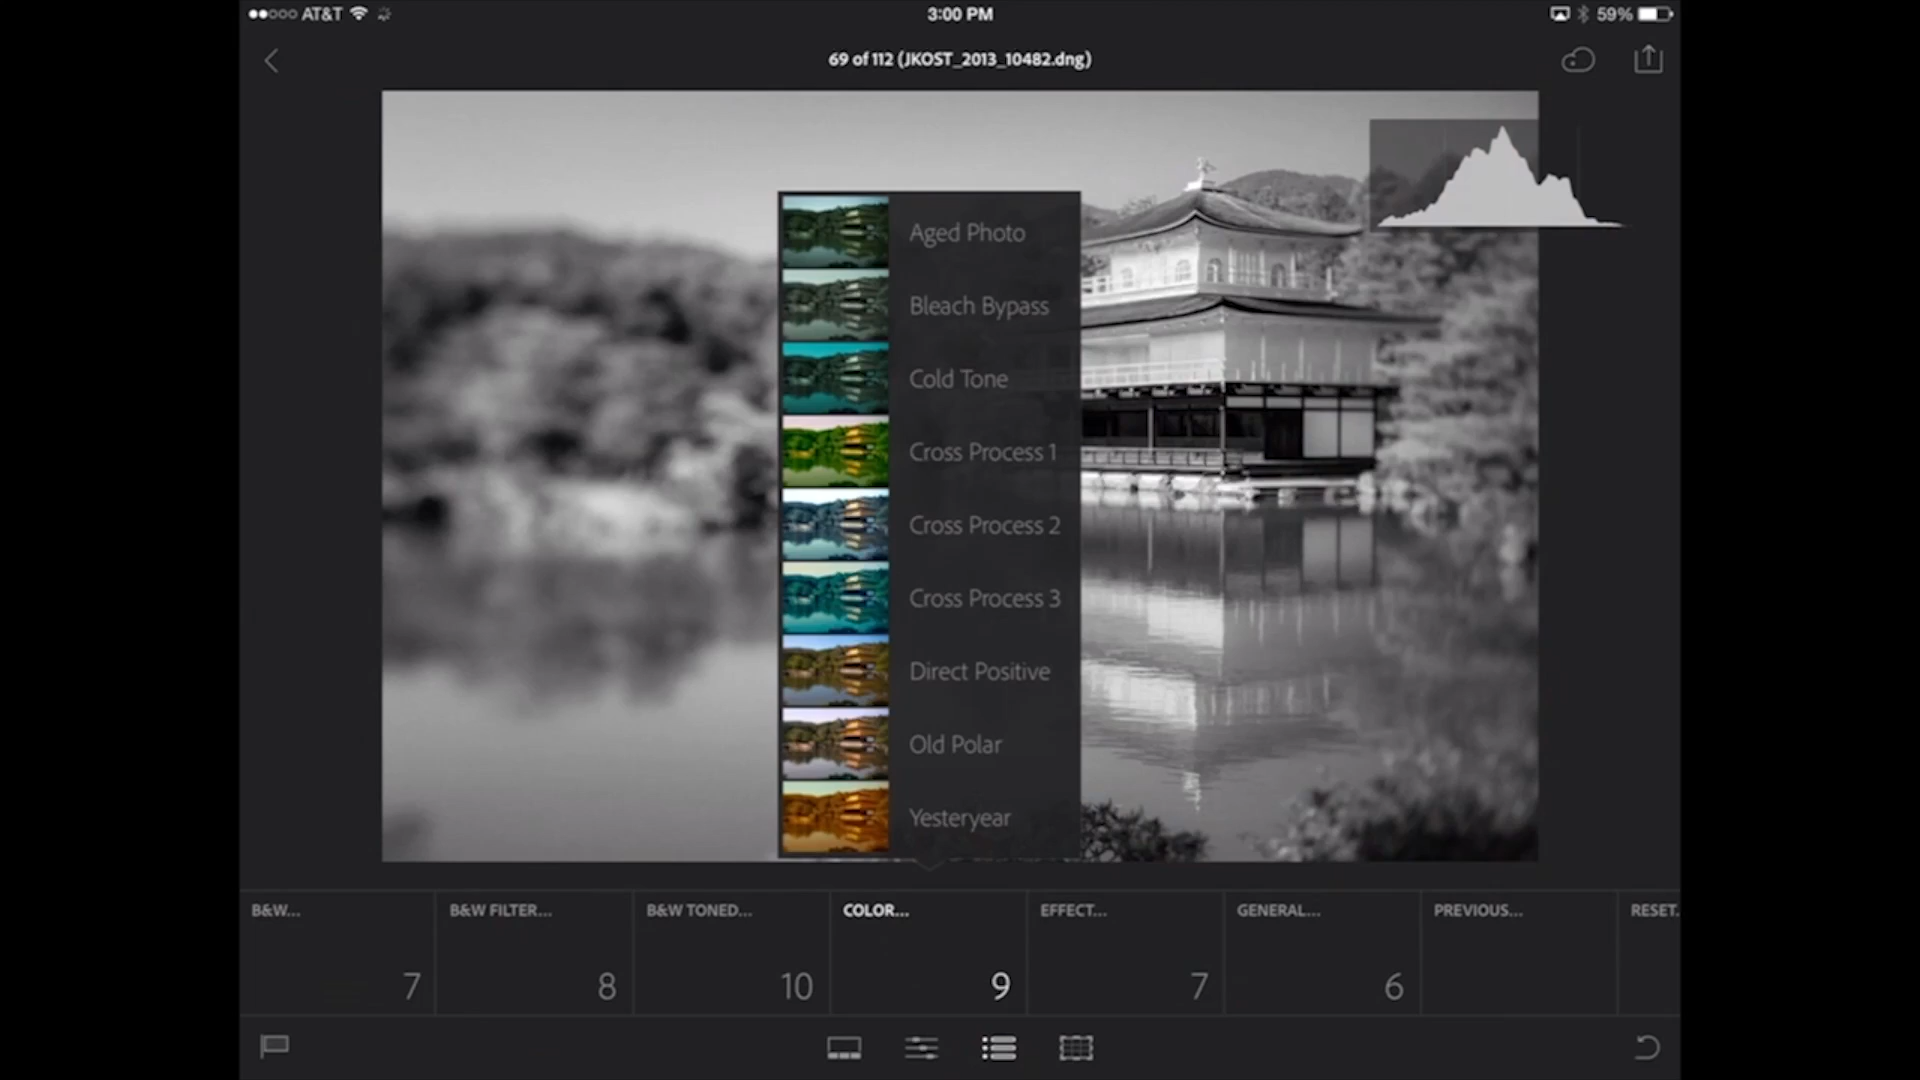 AT&T
3:00 PM
59%
69 of 112 (JKOST_2013_10482.dng)
Aged Photo
Bleach Bypass
Cold Tone
Cross Process 1
Cross Process 2
Cross Process 3
Direct Positive
Old Polar
Yesteryear
B&W...
B&W FILTER...
B&W TONED...
COLOR...
EFFECT...
GENERAL...
PREVIOUS...
RESET.
7
8
10
9
7
6